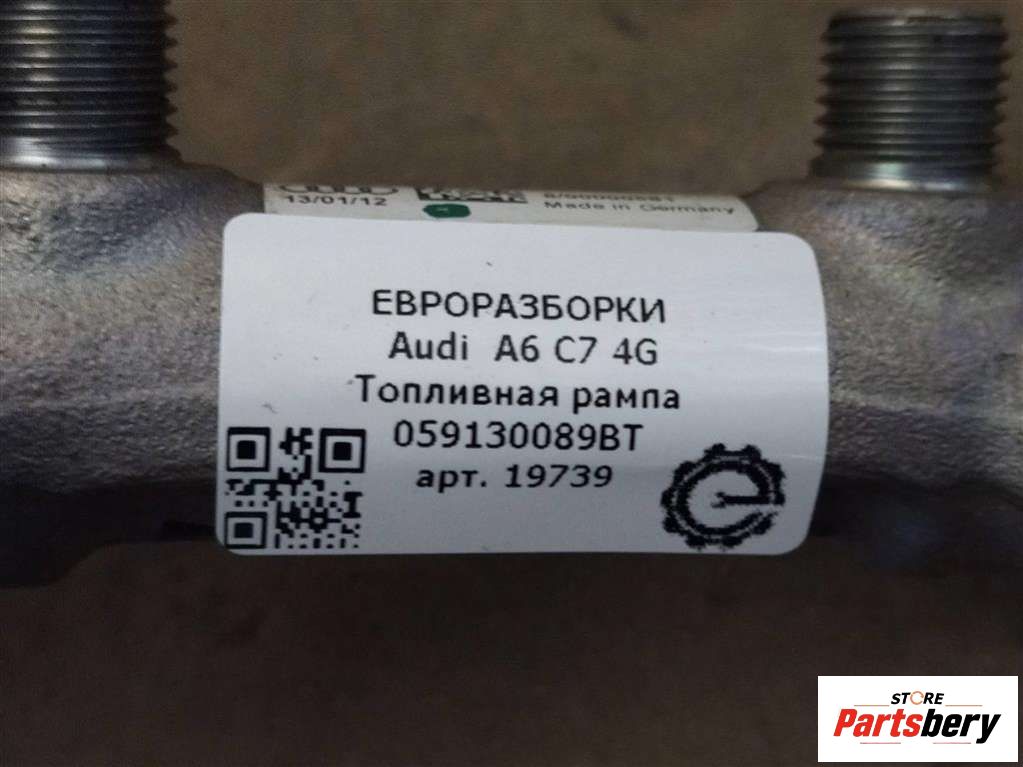 13/01/12
Made in Germany
ЕВРОРАЗБОРКИ
Audi A6 C7 4G
Топливная рампа
059130089BT
арт. 19739
STORE
Partsbery